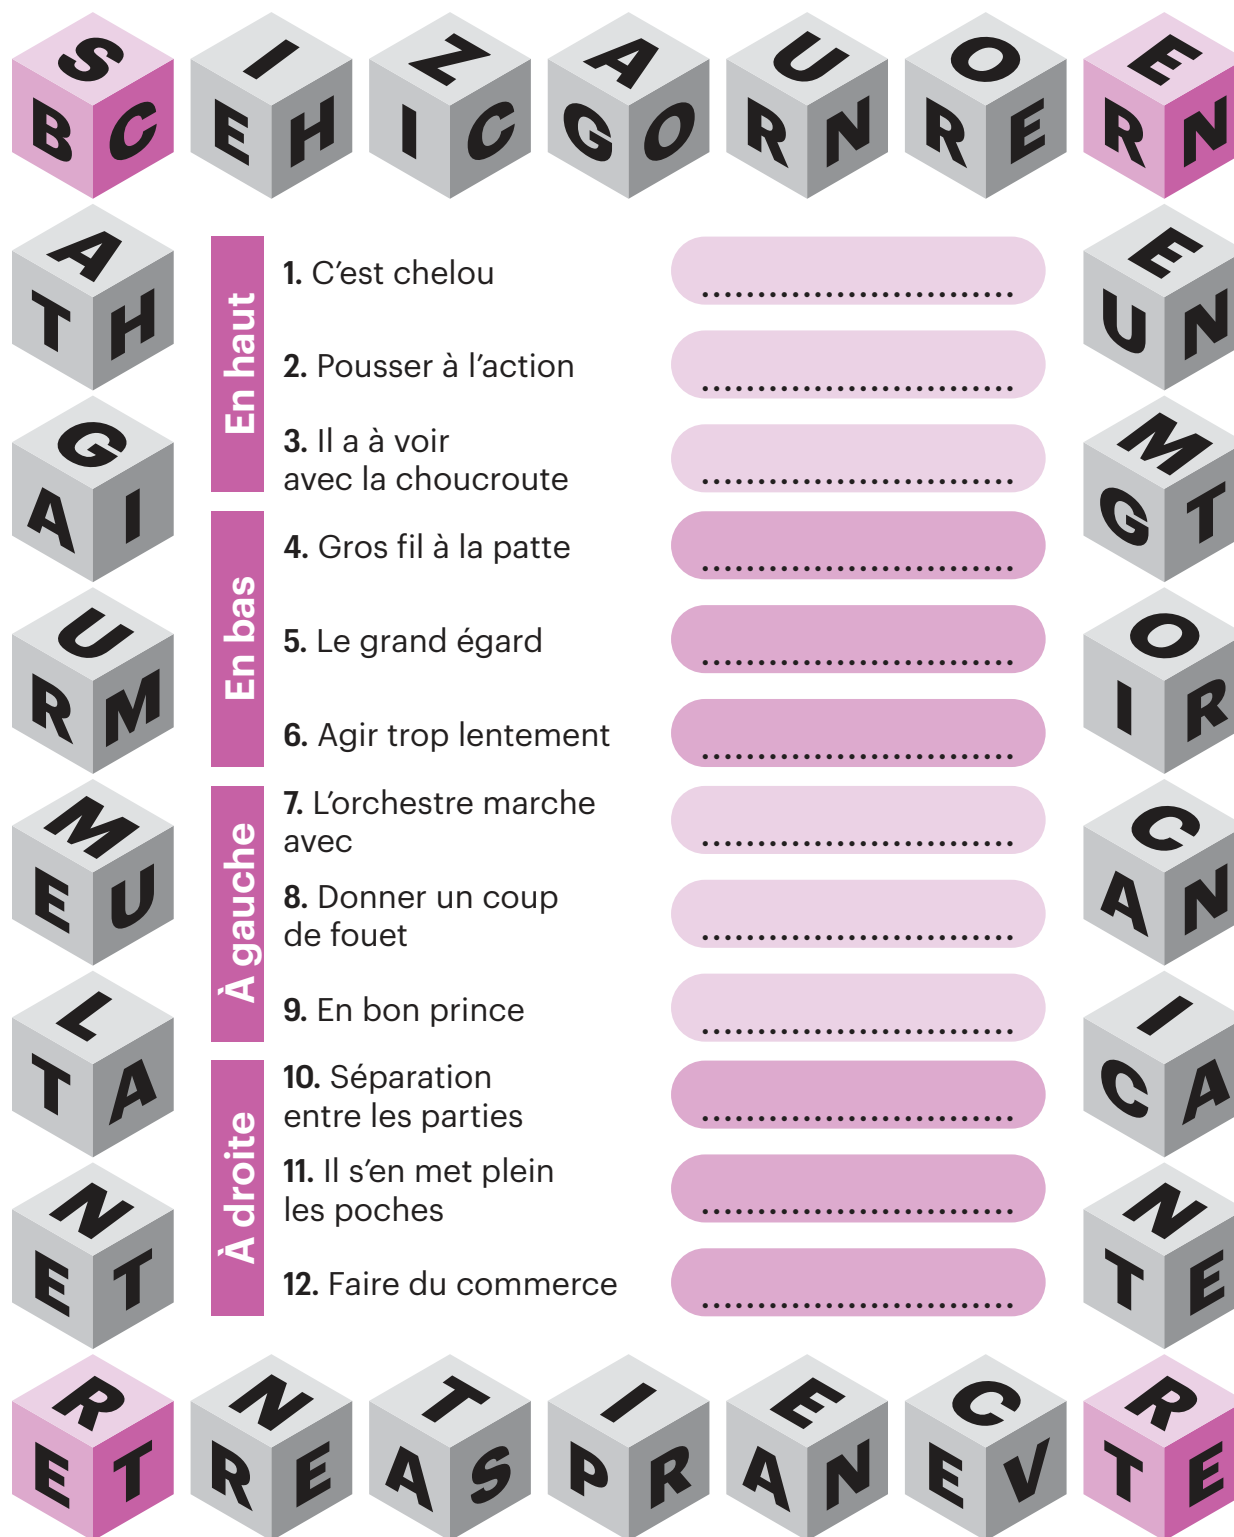 S I Z A U O E
B C E H I C G O R N R E R N
A
T H
G
A I
U
R M
M
E U
L
T A
N
E T
En haut
1. C'est chelou
2. Pousser à l'action
3. Il a à voir
avec la choucroute
En bas
4. Gros fil à la patte
5. Le grand égard
6. Agir trop lentement
À gauche
7. L'orchestre marche
avec
8. Donner un coup
de fouet
9. En bon prince
À droite
10. Séparation
entre les parties
11. Il s'en met plein
les poches
12. Faire du commerce
E
U N
M
G T
O
I R
C
A N
I
C A
N
T E
R N T I E C R
E T R E A S P R A N E V T E